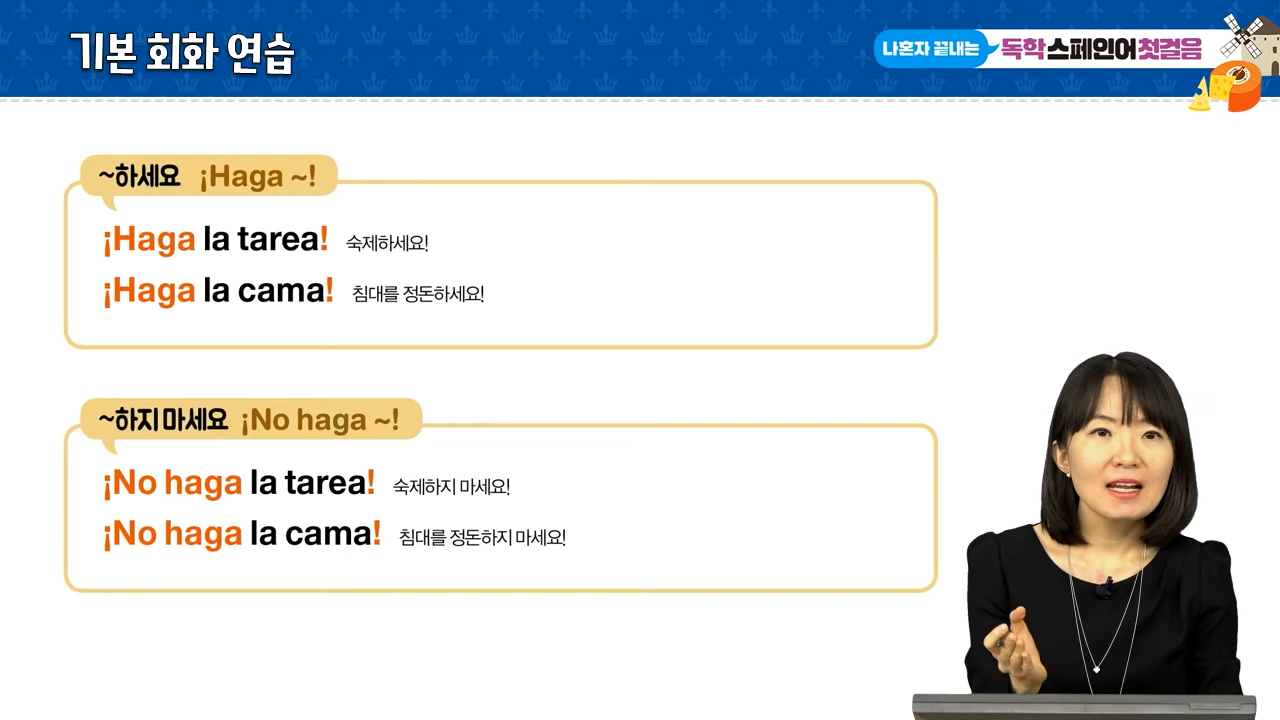 기본 회화 연습
나혼자 끝내는 독학 스페인어 첫걸음
~하세요 ¡Haga ~!
¡Haga la tarea! 숙제하세요!
¡Haga la cama! 침대를 정돈하세요!
~하지 마세요 ¡No haga ~!
¡No haga la tarea! 숙제하지 마세요!
¡No haga la cama! 침대를 정돈하지 마세요!